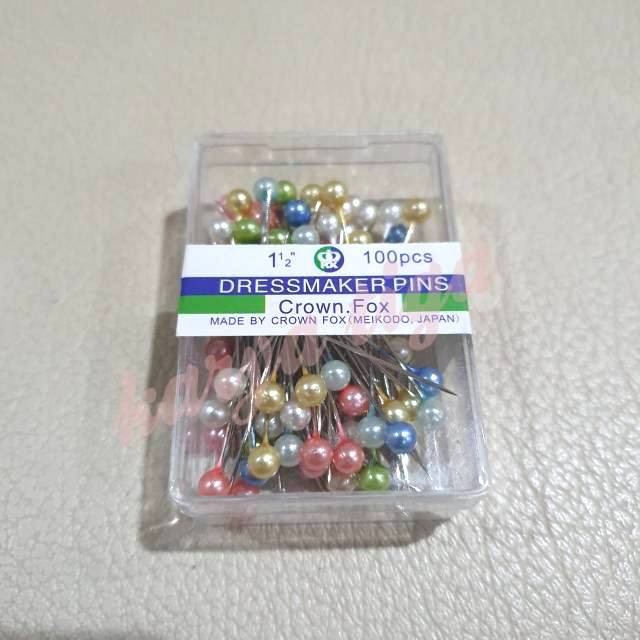 1½" 100pcs
DRESSMAKER PINS
Crown.Fox
MADE BY CROWN FOX(MEIKODO, JAPAN)